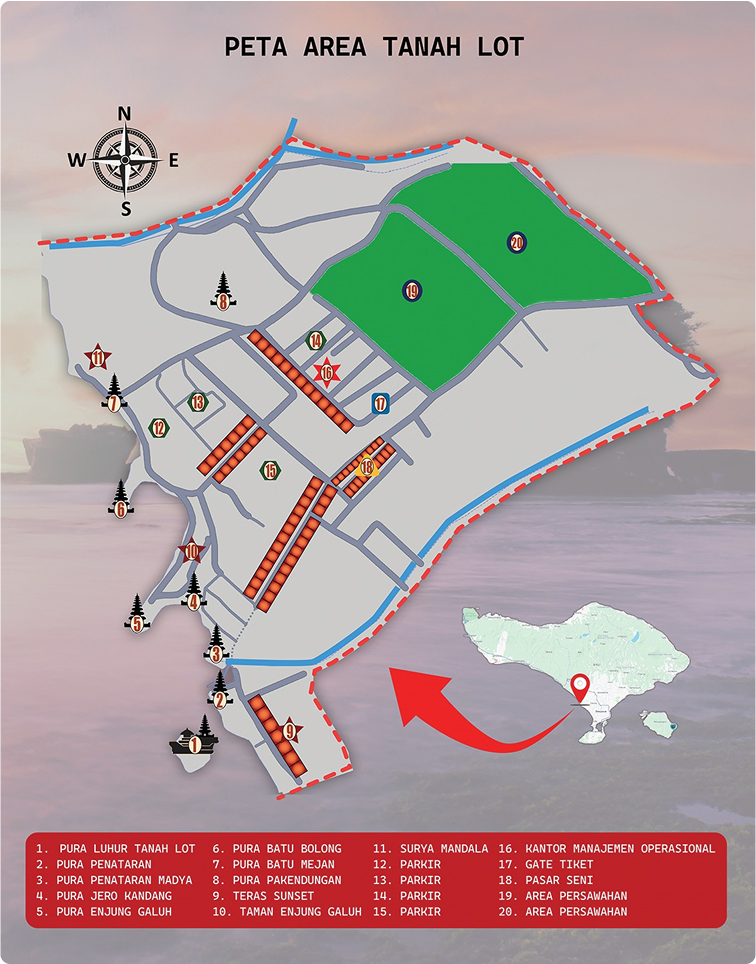 PETA AREA TANAH LOT
N
W E
S
20
19
8
14
11
16
7
17
13
12
18
15
6
10
4
5
3
2
9
1
1. PURA LUHUR TANAH LOT
2. PURA PENATARAN
3. PURA PENATARAN MADYA
4. PURA JERO KANDANG
5. PURA ENJUNG GALUH
6. PURA BATU BOLONG
7. PURA BATU MEJAN
8. PURA PAKENDUNGAN
9. TERAS SUNSET
10. TAMAN ENJUNG GALUH
11. SURYA MANDALA
12. PARKIR
13. PARKIR
14. PARKIR
15. PARKIR
16. KANTOR MANAJEMEN OPERASIONAL
17. GATE TIKET
18. PASAR SENI
19. AREA PERSAWAHAN
20. AREA PERSAWAHAN